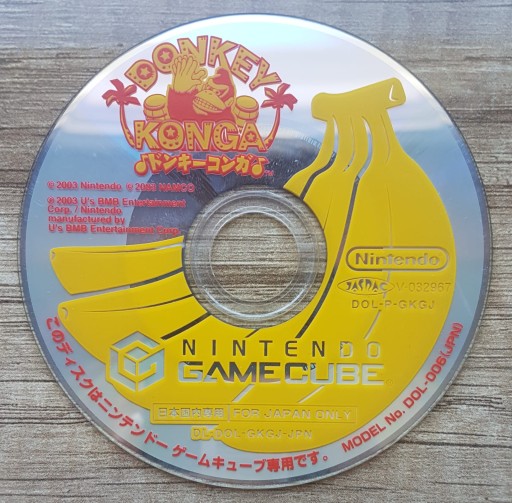 DONKEY
KONGA
ドンキーコンガ
TM
© 2003 Nintendo ℗ 2003 NAMCO
℗ 2003 U's BMB Entertainment
Corp. / Nintendo
manufactured by
U's BMB Entertainment Corp.
Nintendo
JASRAC V-032967
DOL-P-GKGJ
NINTENDO
GAMECUBE
日本国内専用 FOR JAPAN ONLY
DL-DOL-GKGJ-JPN
このディスクはニンテンドーゲームキューブ専用です。
MODEL No. DOL-006(JPN)